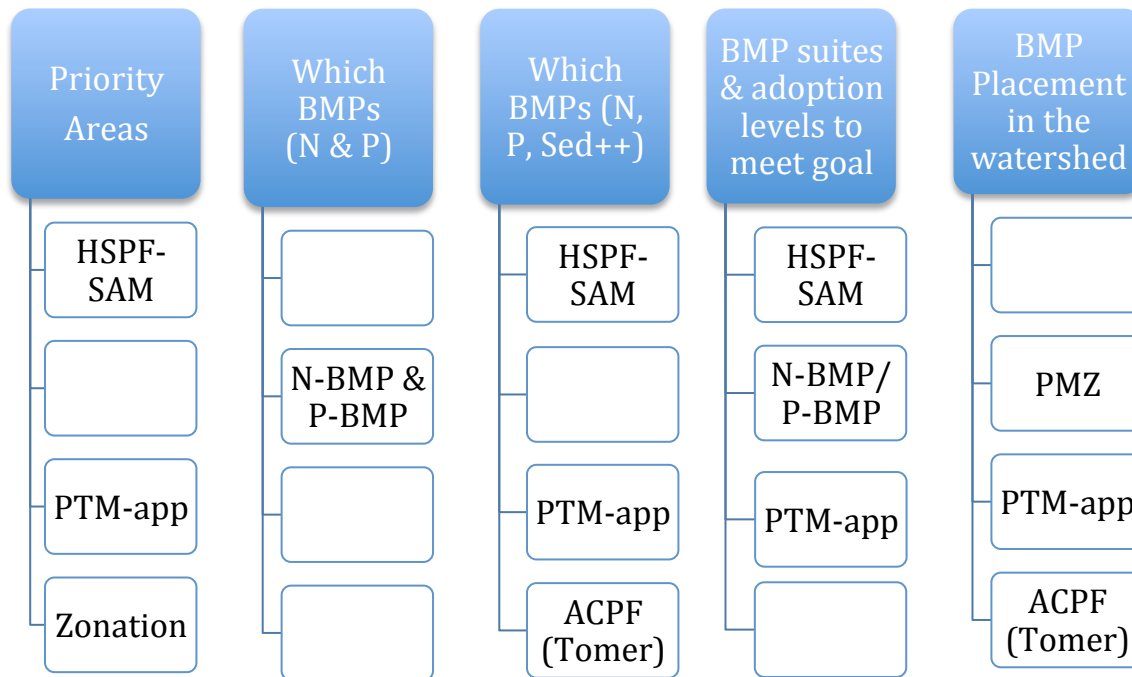 Priority
Areas
HSPF-
SAM
PTM-app
Zonation
Which
BMPs
(N & P)
N-BMP &
P-BMP
Which
BMPs (N,
P, Sed++)
HSPF-
SAM
PTM-app
ACPF
(Tomer)
BMP suites
& adoption
levels to
meet goal
HSPF-
SAM
N-BMP/
P-BMP
PTM-app
BMP
Placement
in the
watershed
PMZ
PTM-app
ACPF
(Tomer)